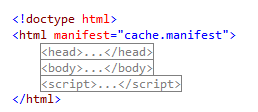 <!doctype html>
<html manifest="cache.manifest">
<head>...</head>
<body>...</body>
<script>...</script>
</html>